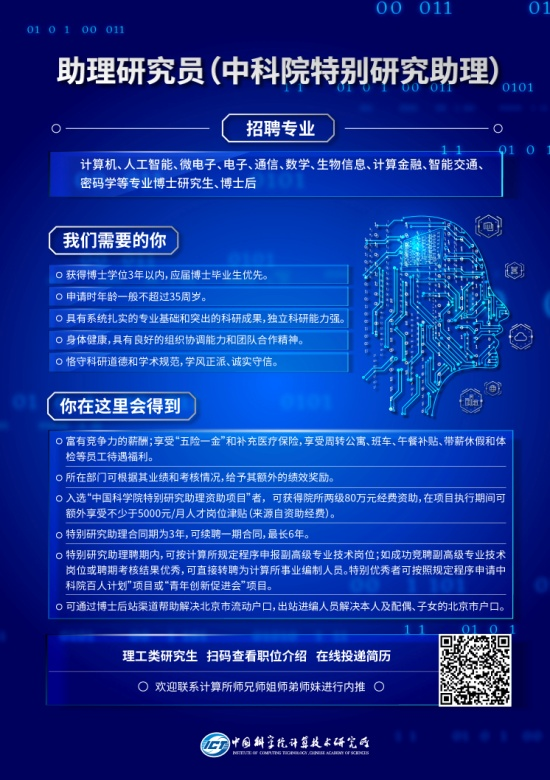 00 011
01
01 0 1 00 011
助理研究员（中科院特别研究助理）
招聘专业
计算机、人工智能、微电子、电子、通信、数学、生物信息、计算金融、智能交通、
密码学等专业博士研究生、博士后
我们需要的你
获得博士学位3年以内，应届博士毕业生优先。
申请时年龄一般不超过35周岁。
具有系统扎实的专业基础和突出的科研成果，独立科研能力强。
身体健康，具有良好的组织协调能力和团队合作精神。
恪守科研道德和学术规范，学风正派、诚实守信。
你在这里会得到
富有竞争力的薪酬；享受“五险一金”和补充医疗保险，享受周转公寓、班车、午餐补贴、带薪休假和体
检等员工待遇福利。
所在部门可根据其业绩和考核情况，给予其额外的绩效奖励。
入选“中国科学院特别研究助理资助项目”者，可获得院所两级80万元经费资助，在项目执行期间可
额外享受不少于5000元/月人才岗位津贴（来源自资助经费）。
特别研究助理合同期为3年，可续聘一期合同，最长6年。
特别研究助理聘期内，可按计算所规定程序申报副高级专业技术岗位；如成功竞聘副高级专业技术
岗位或聘期考核结果优秀，可直接转聘为计算所事业编制人员。特别优秀者可按照规定程序申请中
科院百人计划”项目或“青年创新促进会”项目。
可通过博士后站渠道帮助解决北京市流动户口，出站进编人员解决本人及配偶、子女的北京市户口。
理工类研究生 扫码查看职位介绍 在线投递简历
欢迎联系计算所师兄师姐师弟师妹进行内推
ICT
中国科学院计算技术研究所
INSTITUTE OF COMPUTING TECHNOLOGY, CHINESE ACADEMY OF SCIENCES